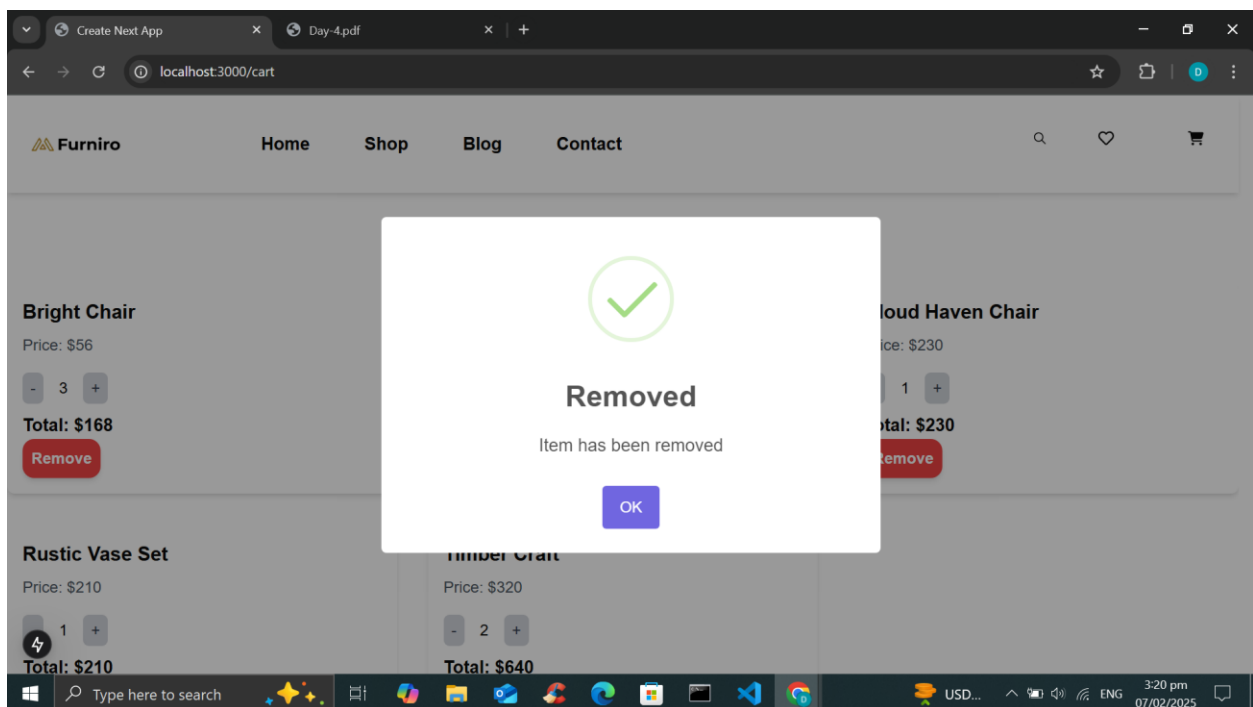 Create Next App
Day-4.pdf
localhost:3000/cart
D
Furniro
Home Shop Blog Contact
Bright Chair
Price: $56
- 3 +
Total: $168
Remove
Removed
Item has been removed
OK
loud Haven Chair
ice: $230
1 +
tal: $230
Remove
Rustic Vase Set
Price: $210
1 +
Total: $210
Timber Craft
Price: $320
- 2 +
Total: $640
Type here to search
USD...
ENG
3:20 pm
07/02/2025